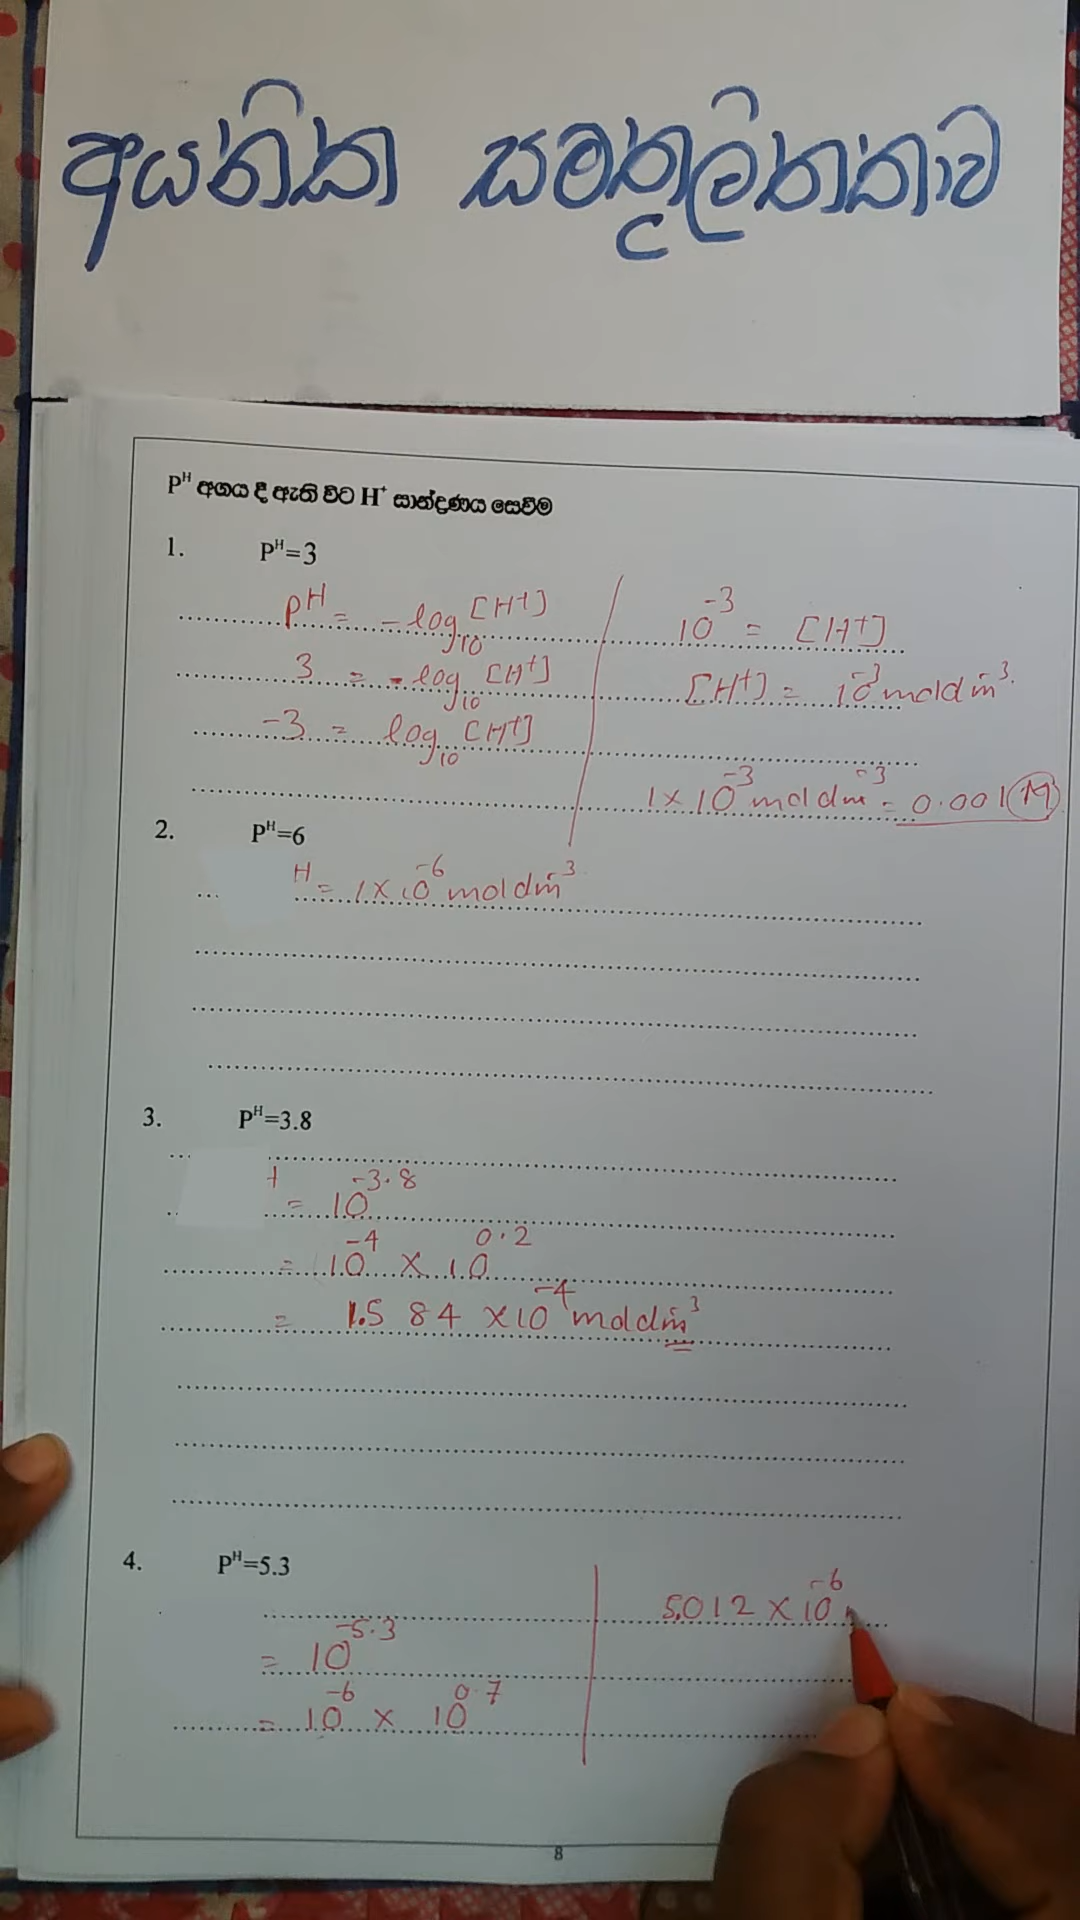 අයනික සමතුලිතතාව
P^H අගය දී ඇති විට H⁺ සාන්ද්‍රණය සෙවීම
1. P^H=3
pH = -log₁₀[H⁺]
3 = -log₁₀[H⁺]
-3 = log₁₀[H⁺]
10⁻³ = [H⁺]
[H⁺] = 10⁻³ mol dm⁻³.
1 × 10⁻³ mol dm⁻³ = 0.001 M
2. P^H=6
H = 1 × 10⁻⁶ mol dm⁻³
3. P^H=3.8
= 10^-3.8
= 10⁻⁴ × 10^0.2
= 1.584 × 10⁻⁴ mol dm⁻³
4. P^H=5.3
= 10^-5.3
= 10⁻⁶ × 10^0.7
5.012 × 10⁻⁶
8